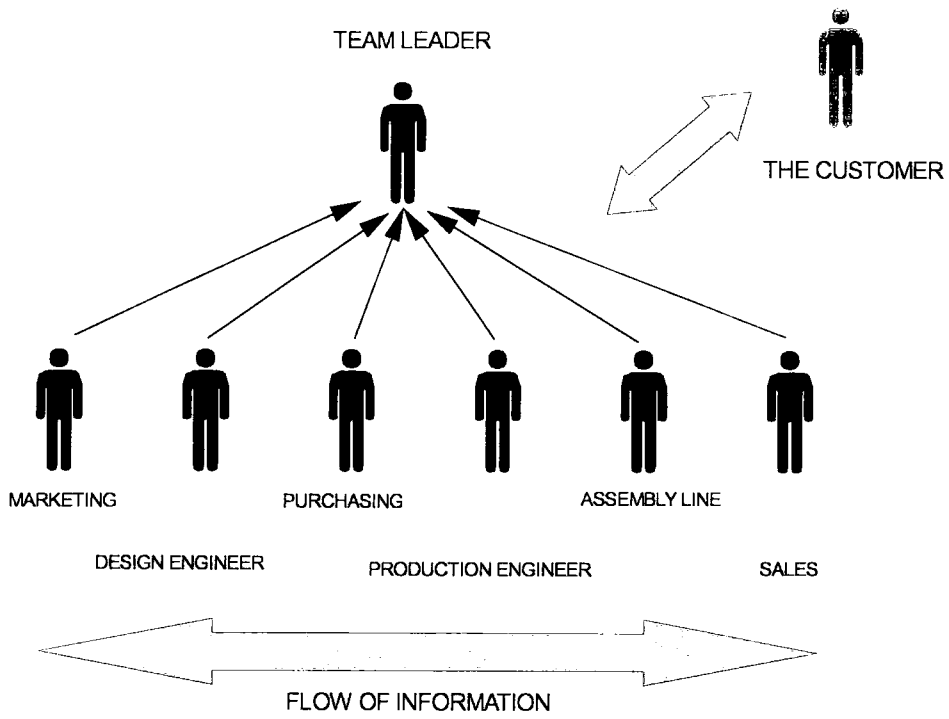 TEAM LEADER
THE CUSTOMER
MARKETING
PURCHASING
ASSEMBLY LINE
DESIGN ENGINEER
PRODUCTION ENGINEER
SALES
FLOW OF INFORMATION